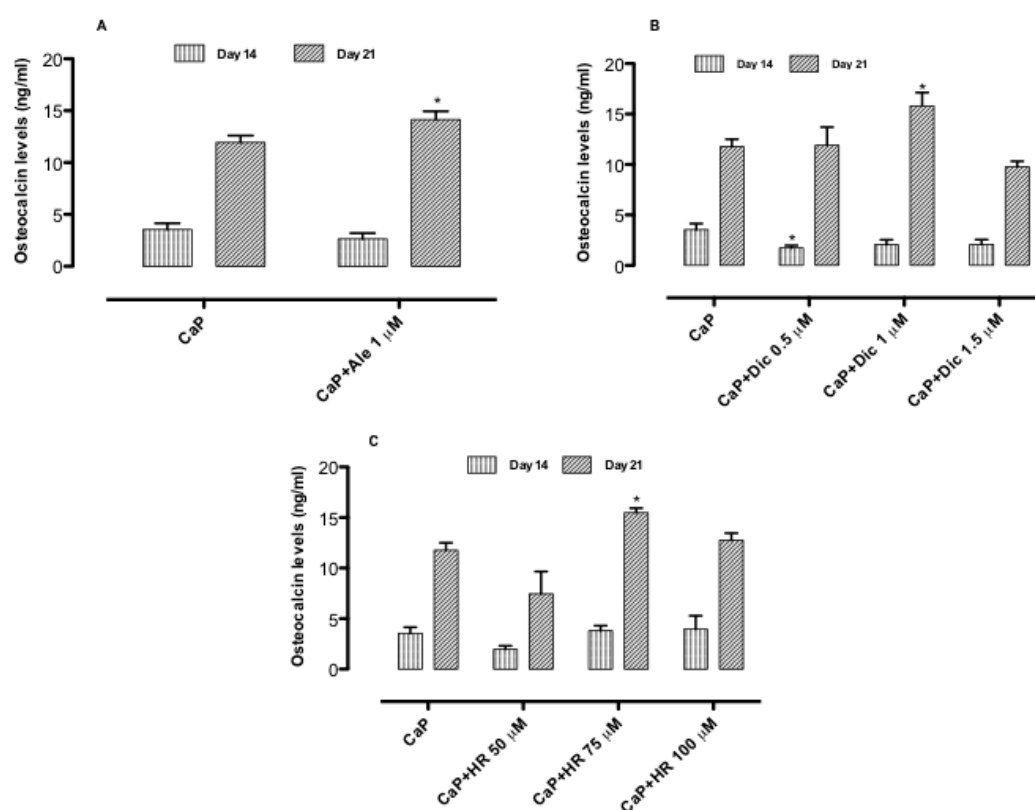 A
Day 14 Day 21
Osteocalcin levels (ng/ml)
20
15
10
5
0
*
CaP
CaP+Ale 1 μM
B
Day 14 Day 21
Osteocalcin levels (ng/ml)
20
15
10
5
0
*
*
CaP
CaP+Dic 0.5 μM
CaP+Dic 1 μM
CaP+Dic 1.5 μM
C
Day 14 Day 21
Osteocalcin levels (ng/ml)
20
15
10
5
0
*
CaP
CaP+HR 50 μM
CaP+HR 75 μM
CaP+HR 100 μM